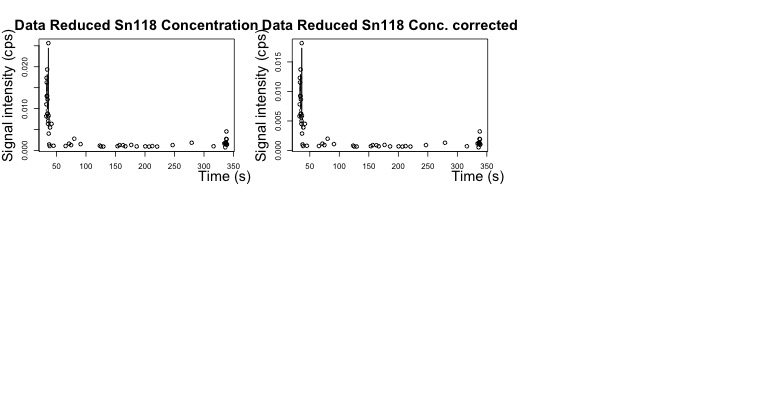 Data Reduced Sn118 Concentration
Signal intensity (cps)
0.000
0.010
0.020
50 100 150 200 250 300 350
Time (s)
Data Reduced Sn118 Conc. corrected
Signal intensity (cps)
0.000
0.005
0.010
0.015
50 100 150 200 250 300 350
Time (s)